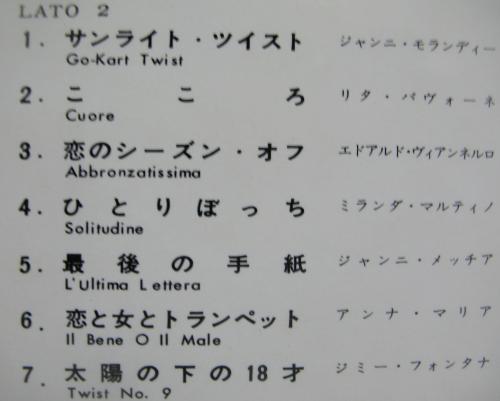 LATO 2
1. サンライト・ツイスト ジャンニ・モランディー
Go-Kart Twist
2. こころ リタ・パヴォーネ
Cuore
3. 恋のシーズン・オフ エドアルド・ヴィアンネルロ
Abbronzatissima
4. ひとりぼっち ミランダ・マルティノ
Solitudine
5. 最後の手紙 ジャンニ・メッチア
L'Ultima Lettera
6. 恋と女とトランペット アンナ・マリア
Il Bene O Il Male
7. 太陽の下の18才 ジミー・フォンタナ
Twist No. 9